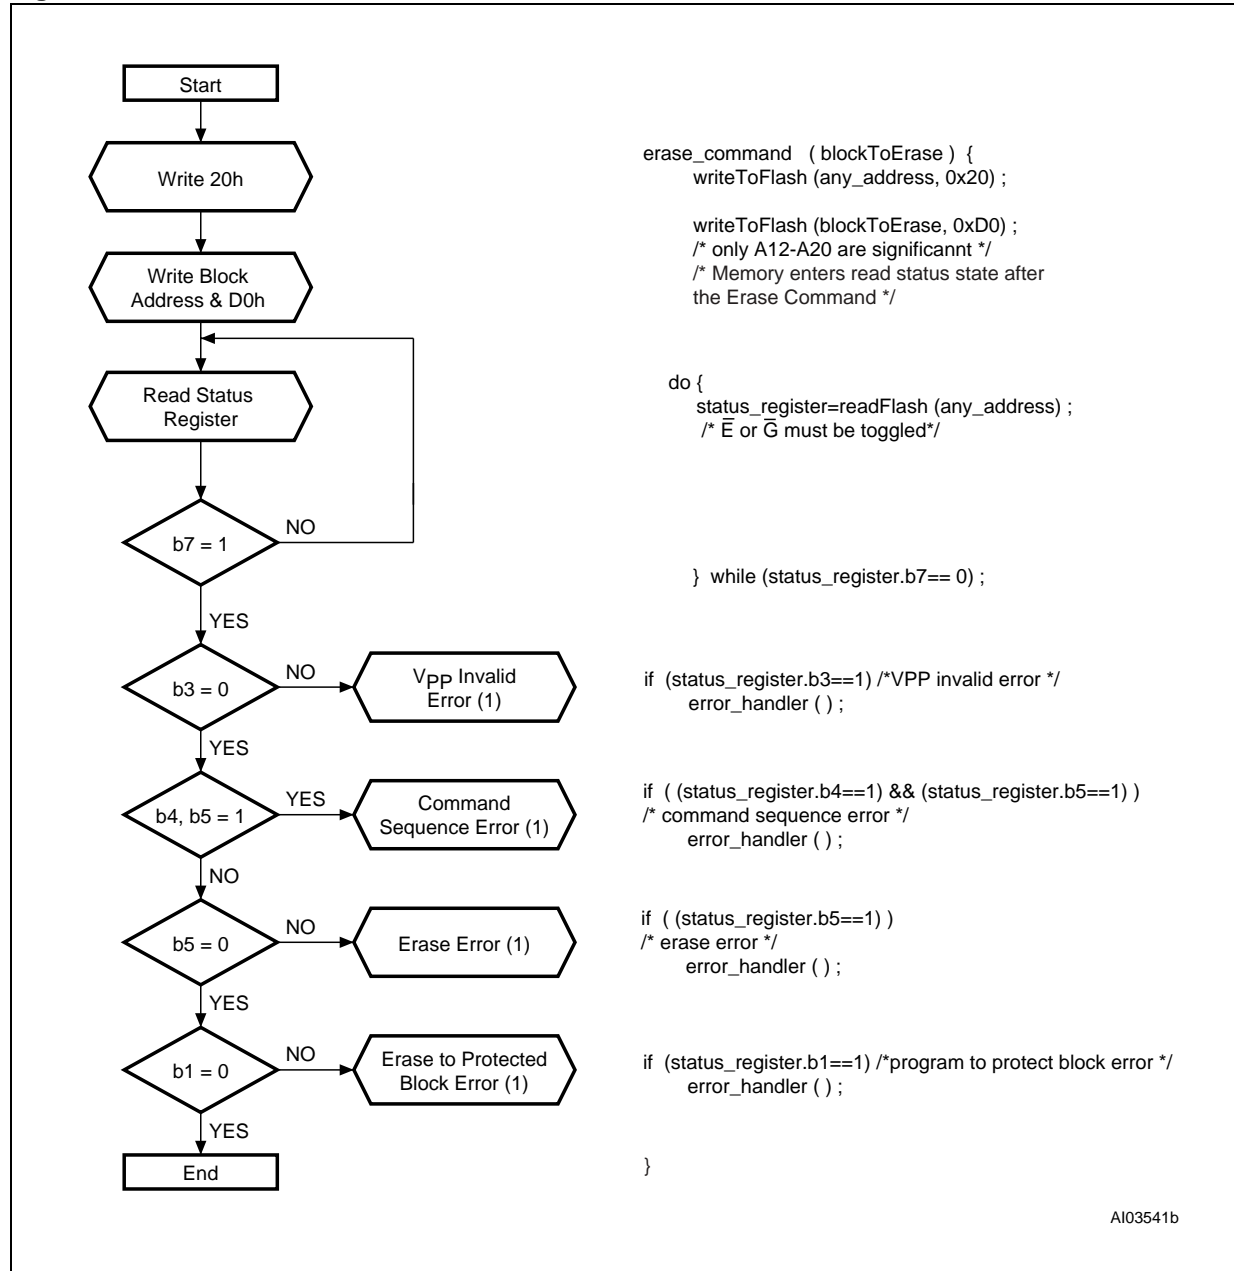 Start
Write 20h
Write Block
Address & D0h
Read Status
Register
b7 = 1
NO
YES
b3 = 0
NO
VPP Invalid
Error (1)
YES
b4, b5 = 1
YES
Command
Sequence Error (1)
NO
b5 = 0
NO
Erase Error (1)
YES
b1 = 0
NO
Erase to Protected
Block Error (1)
YES
End
erase_command ( blockToErase ) {
writeToFlash (any_address, 0x20) ;
writeToFlash (blockToErase, 0xD0) ;
/* only A12-A20 are significannt */
/* Memory enters read status state after
the Erase Command */
do {
status_register=readFlash (any_address) ;
/* E̅ or G̅ must be toggled*/
} while (status_register.b7== 0) ;
if (status_register.b3==1) /*VPP invalid error */
error_handler ( ) ;
if ( (status_register.b4==1) && (status_register.b5==1) )
/* command sequence error */
error_handler ( ) ;
if ( (status_register.b5==1) )
/* erase error */
error_handler ( ) ;
if (status_register.b1==1) /*program to protect block error */
error_handler ( ) ;
}
AI03541b